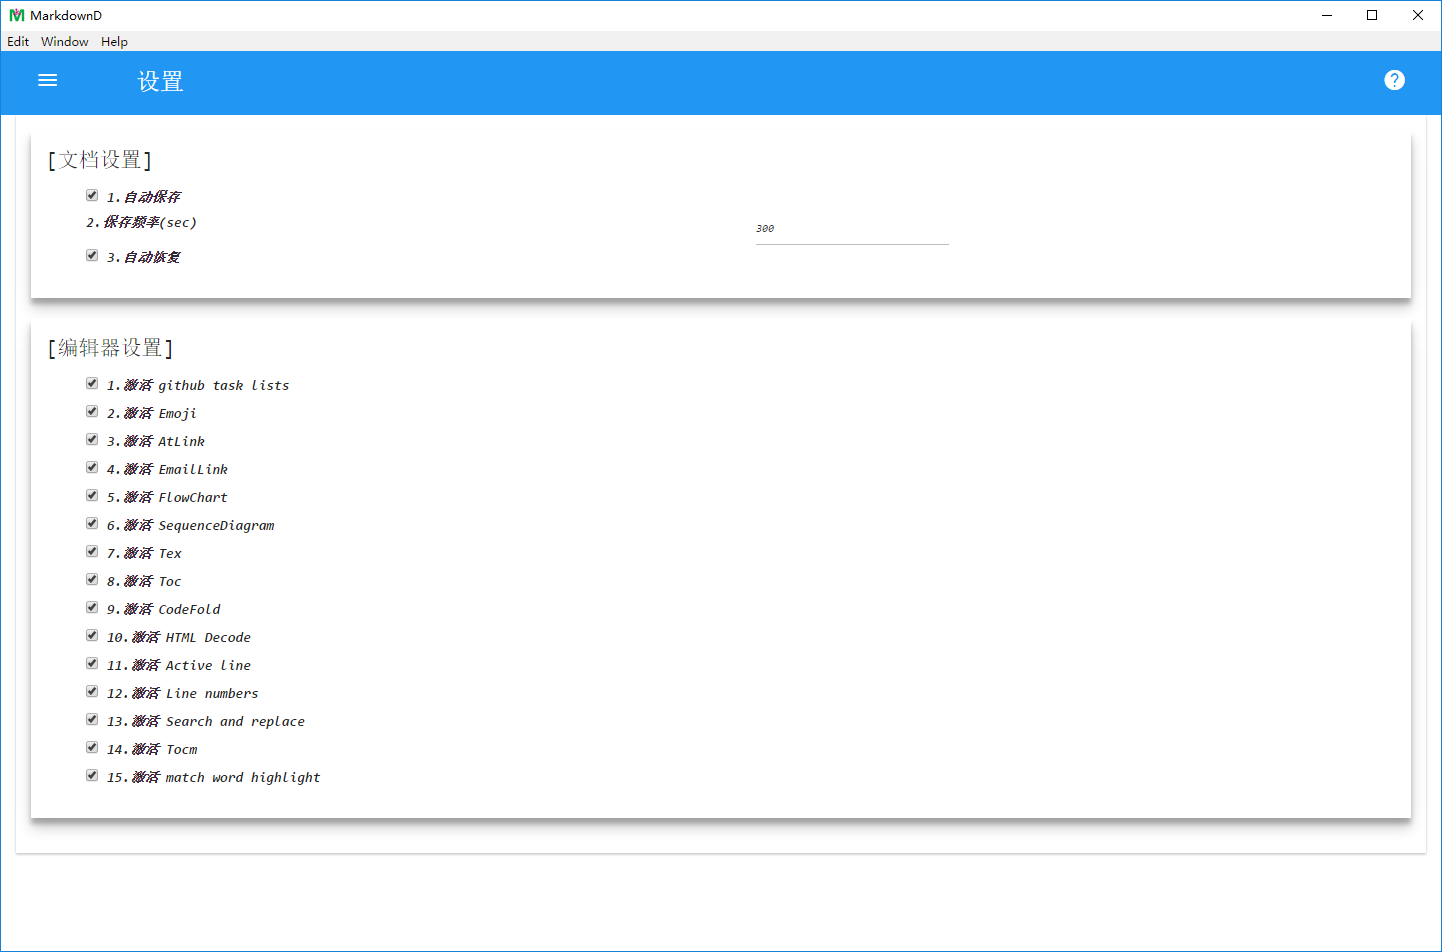 MarkdownD
Edit Window Help
设置
[文档设置]
1.自动保存
2.保存频率(sec)
300
3.自动恢复
[编辑器设置]
1.激活 github task lists
2.激活 Emoji
3.激活 AtLink
4.激活 EmailLink
5.激活 FlowChart
6.激活 SequenceDiagram
7.激活 Tex
8.激活 Toc
9.激活 CodeFold
10.激活 HTML Decode
11.激活 Active line
12.激活 Line numbers
13.激活 Search and replace
14.激活 Tocm
15.激活 match word highlight